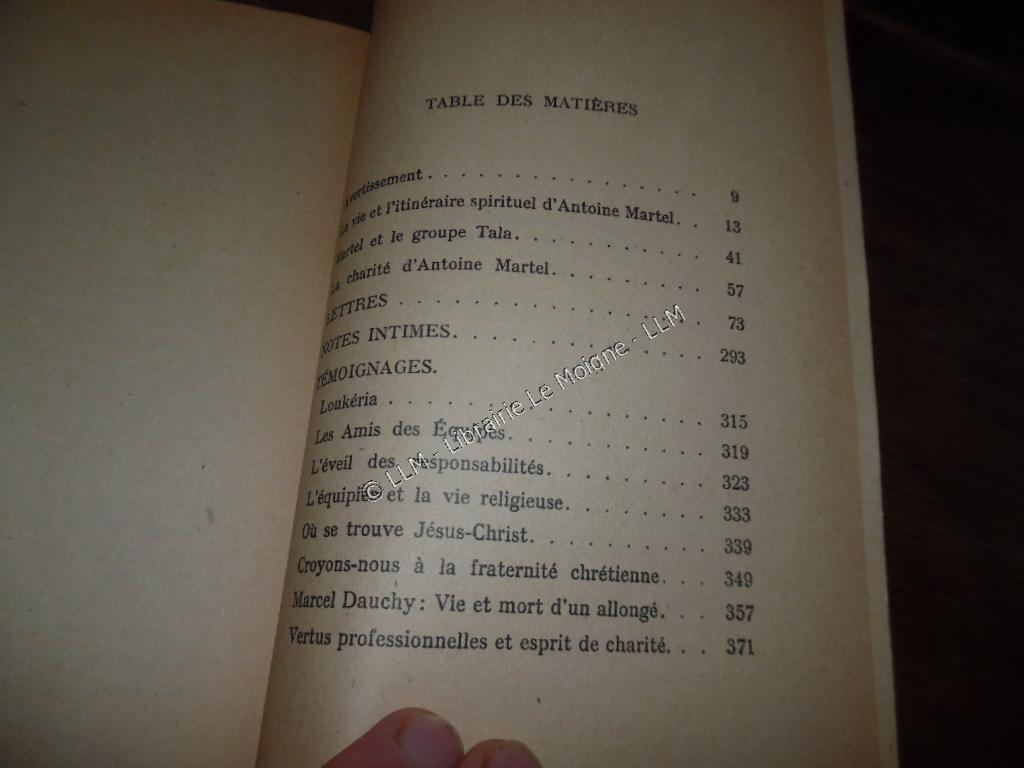 TABLE DES MATIÈRES
Avertissement . . . . . . . . . . . . . . . . 9
La vie et l'itinéraire spirituel d'Antoine Martel. . 13
Martel et le groupe Tala. . . . . . . . . . . 41
La charité d'Antoine Martel. . . . . . . . . 57
LETTRES . . . . . . . . . . . . . . . . 73
NOTES INTIMES. . . . . . . . . . . . . 293
TÉMOIGNAGES.
Loukéria . . . . . . . . . . . . . . . 315
Les Amis des Équipes. . . . . . . . . . 319
L'éveil des responsabilités. . . . . . . . 323
L'équipier et la vie religieuse. . . . . . . 333
Où se trouve Jésus-Christ. . . . . . . . . 339
Croyons-nous à la fraternité chrétienne. . . 349
Marcel Dauchy : Vie et mort d'un allongé. . . 357
Vertus professionnelles et esprit de charité. . . 371
© LLM - Librairie Le Moigne - LLM